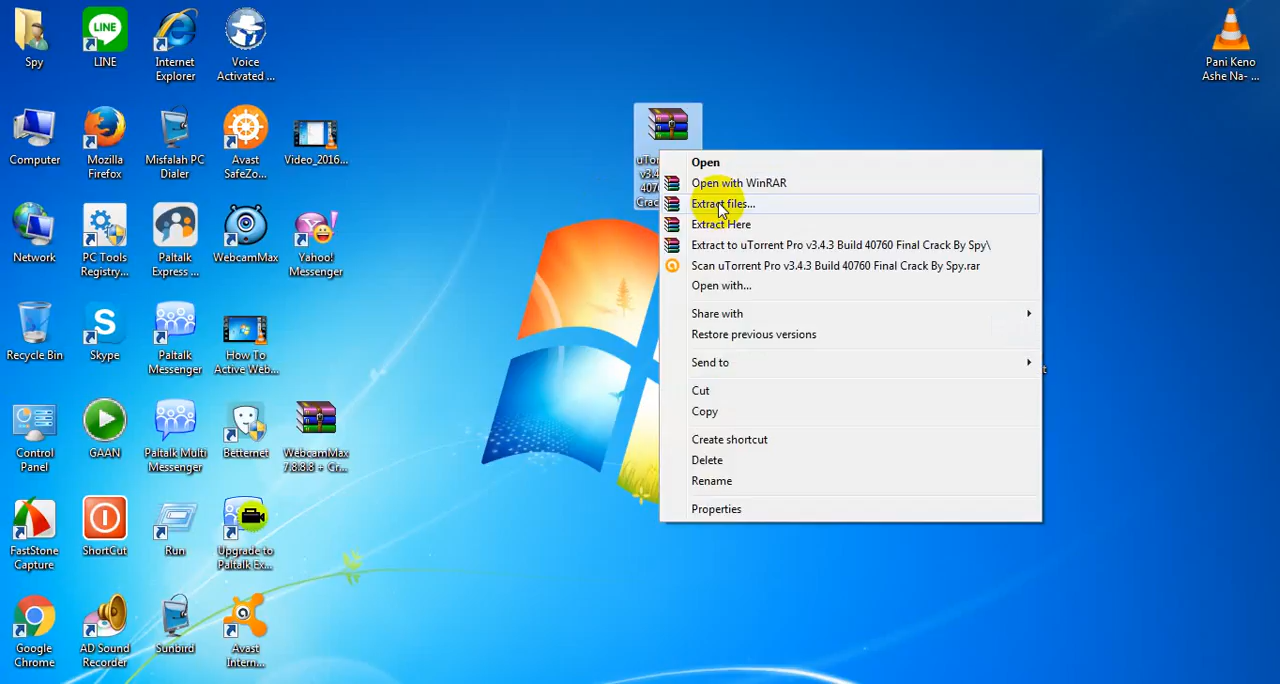 Spy
LINE
LINE
Internet
Explorer
Voice
Activated ...
Pani Keno
Ashe Na- ...
Computer
Mozilla
Firefox
Misfalah PC
Dialer
Avast
SafeZo...
Video_2016...
Network
PC Tools
Registry...
Paltalk
Express ...
WebcamMax
Yahoo!
Messenger
Recycle Bin
Skype
Paltalk
Messenger
How To
Active Web...
Control
Panel
GAAN
Paltalk Multi
Messenger
Betternet
WebcamMax
7.8.8.8 + Cr...
FastStone
Capture
ShortCut
Run
Upgrade to
Paltalk Ex...
Google
Chrome
AD Sound
Recorder
Sunbird
Avast
Intern...
Open
Open with WinRAR
Extract files...
Extract Here
Extract to uTorrent Pro v3.4.3 Build 40760 Final Crack By Spy\
Scan uTorrent Pro v3.4.3 Build 40760 Final Crack By Spy.rar
Open with...
Share with
Restore previous versions
Send to
Cut
Copy
Create shortcut
Delete
Rename
Properties